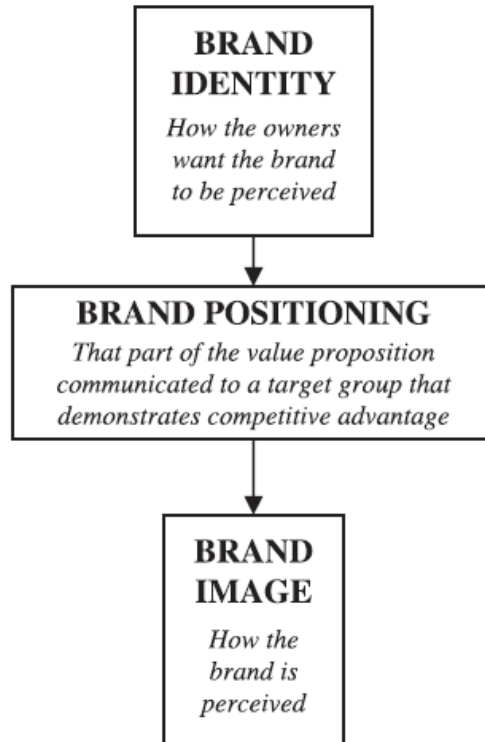 BRAND
IDENTITY
How the owners
want the brand
to be perceived
BRAND POSITIONING
That part of the value proposition
communicated to a target group that
demonstrates competitive advantage
BRAND
IMAGE
How the
brand is
perceived